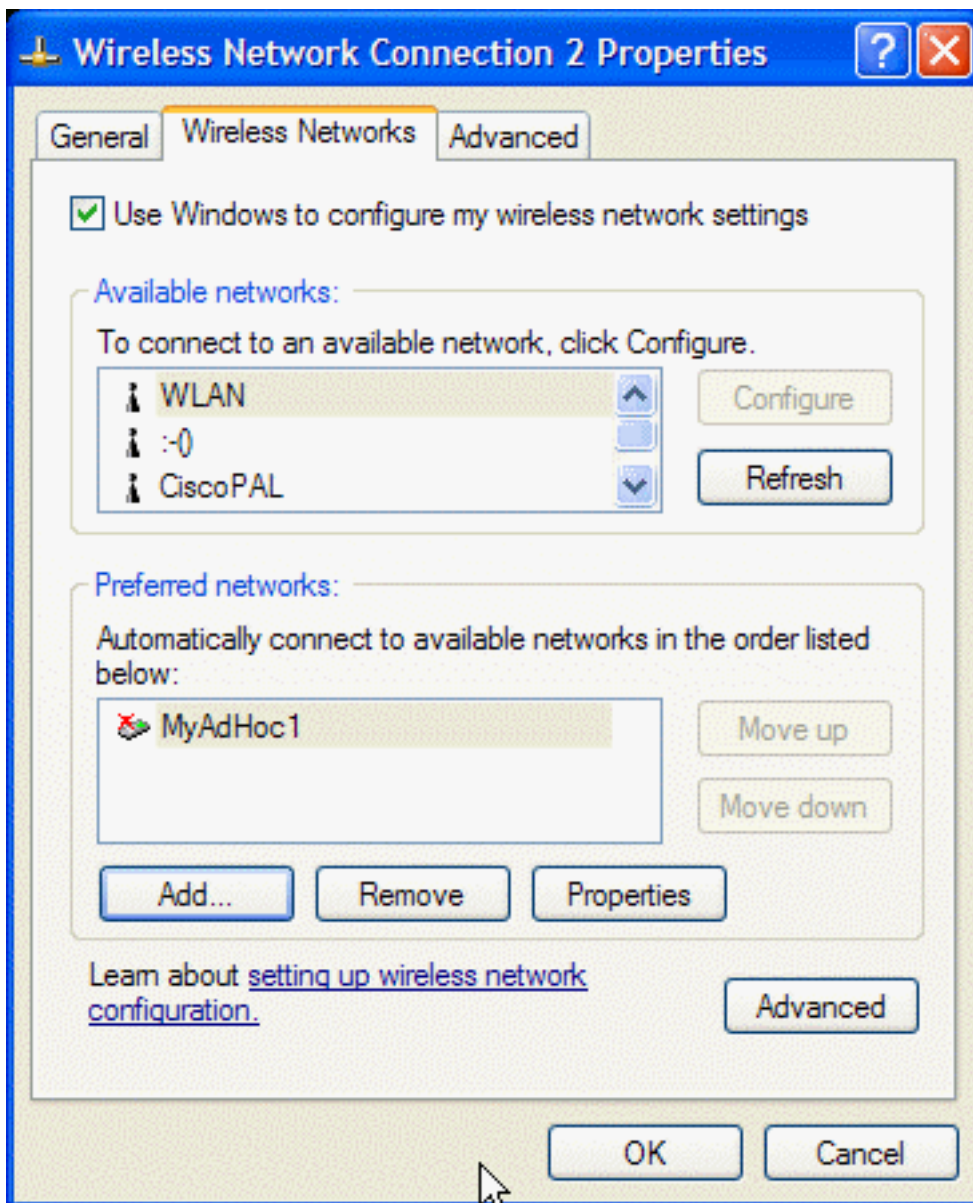 Wireless Network Connection 2 Properties
General
Wireless Networks
Advanced
Use Windows to configure my wireless network settings
Available networks:
To connect to an available network, click Configure.
WLAN
:-()
CiscoPAL
Configure
Refresh
Preferred networks:
Automatically connect to available networks in the order listed
below:
MyAdHoc1
Move up
Move down
Add...
Remove
Properties
Learn about setting up wireless network
configuration.
Advanced
OK
Cancel